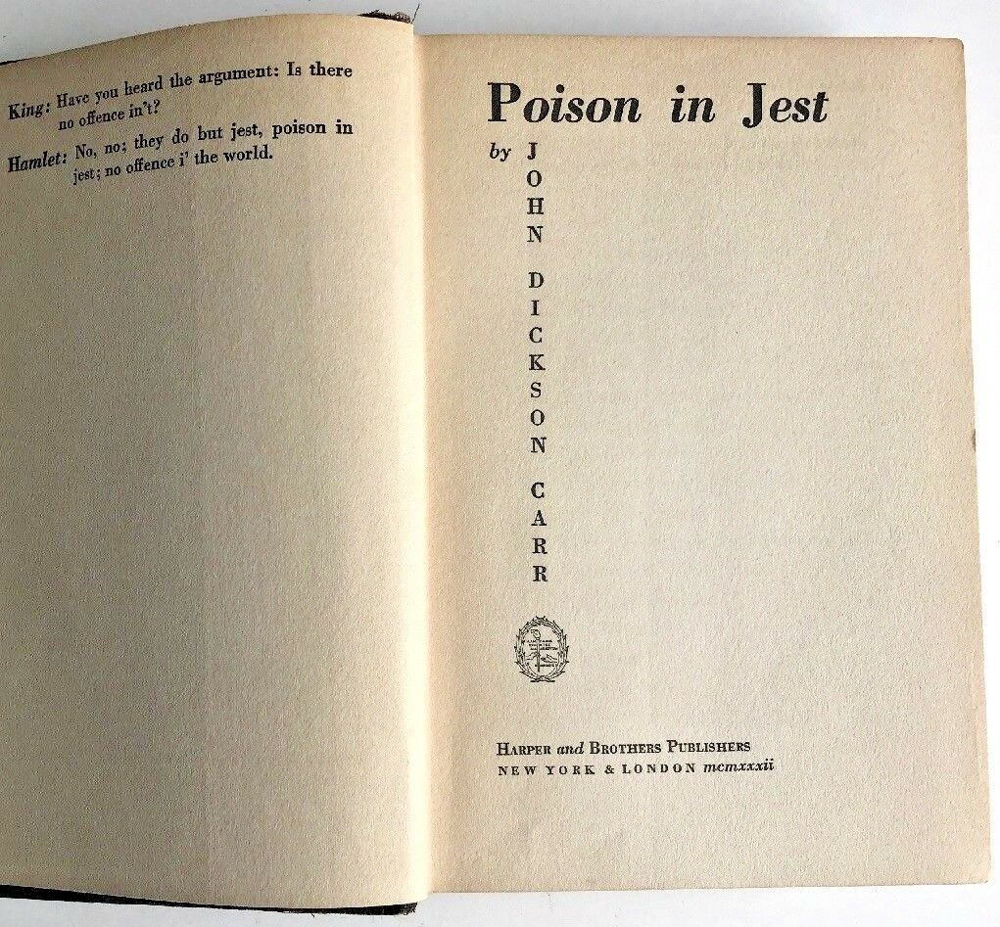 King: Have you heard the argument: Is there
no offence in't?
Hamlet: No, no; they do but jest, poison in
jest; no offence i' the world.
Poison in Jest
by JOHN DICKSON CARR
HARPER and BROTHERS PUBLISHERS
NEW YORK & LONDON mcmxxxii